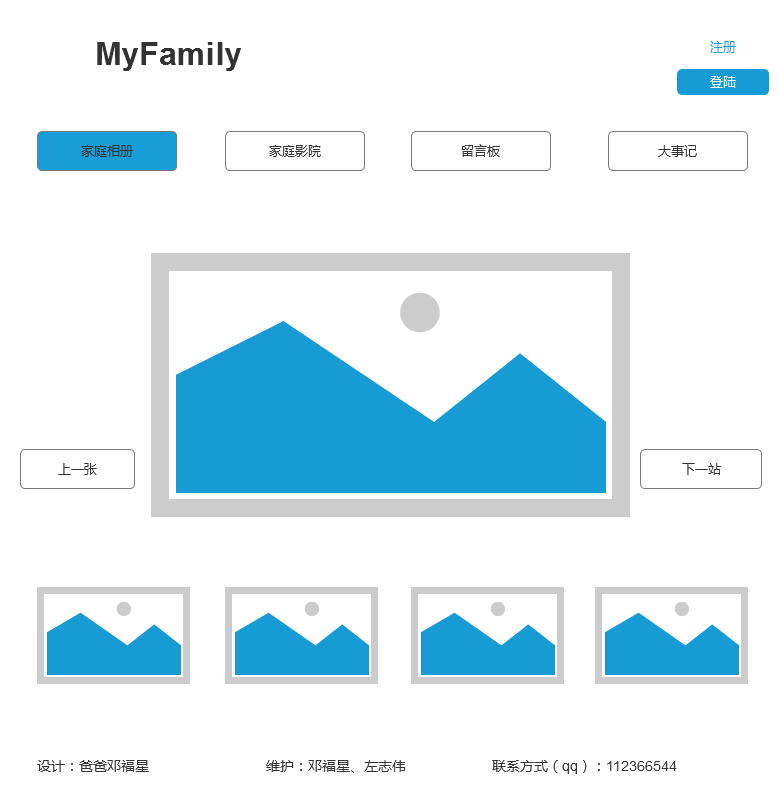 MyFamily
注册
登陆
家庭相册
家庭影院
留言板
大事记
上一张
下一站
设计：爸爸邓福星
维护：邓福星、左志伟
联系方式（qq）：112366544